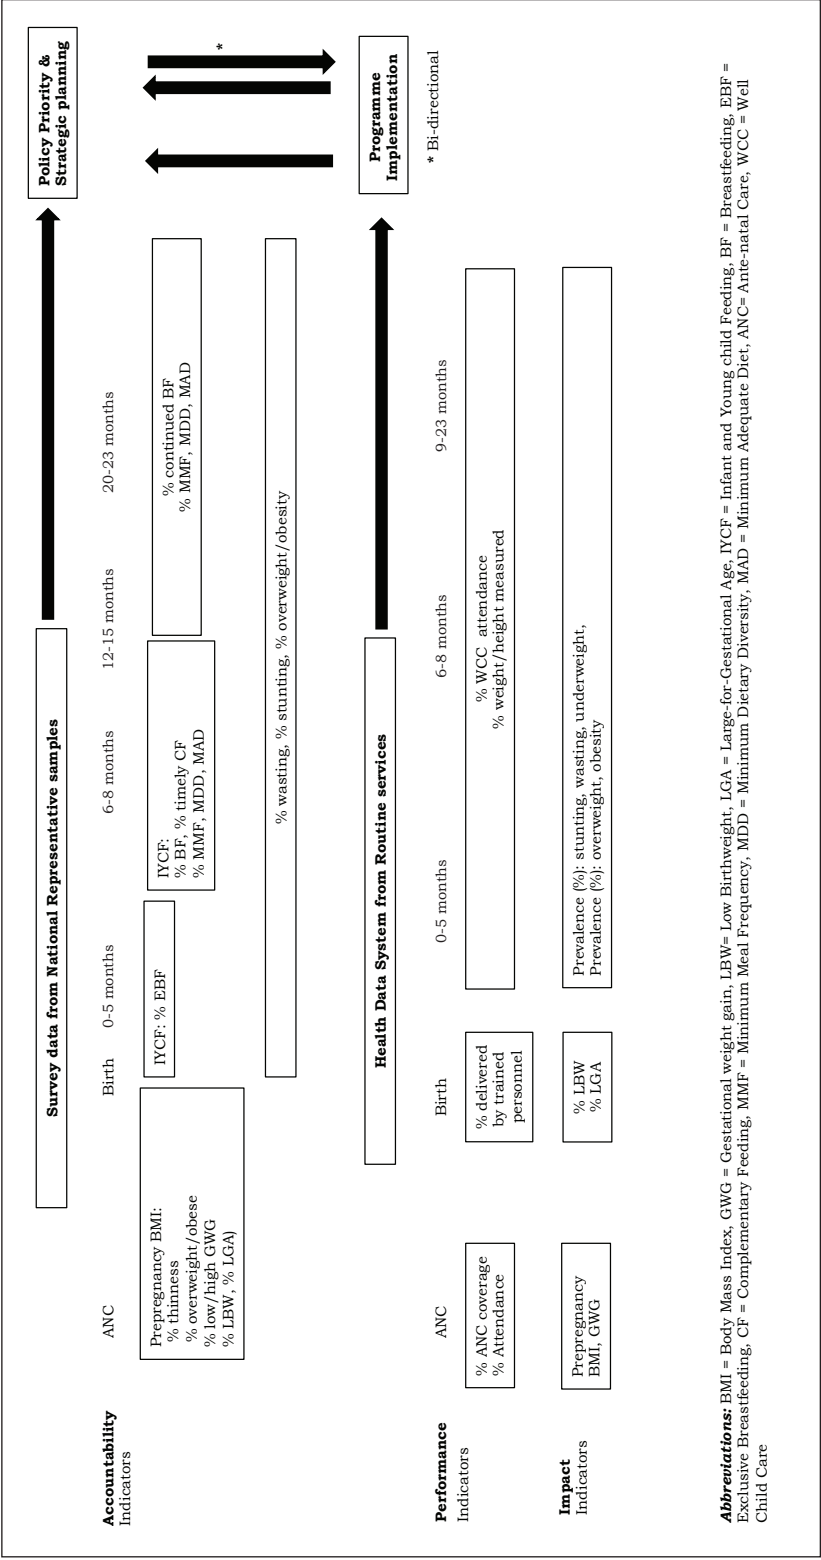 Survey data from National Representative samples
Policy Priority &
Strategic planning
Accountability
Indicators
ANC
Birth
0-5 months
6-8 months
12-15 months
20-23 months
Prepregnancy BMI:
% thinness
% overweight/obese
% low/high GWG
% LBW, % LGA)
IYCF: % EBF
IYCF:
% BF, % timely CF
% MMF, MDD, MAD
% continued BF
% MMF, MDD, MAD
*
% wasting, % stunting, % overweight/obesity
Health Data System from Routine services
Programme
Implementation
* Bi-directional
Performance
Indicators
ANC
Birth
0-5 months
6-8 months
9-23 months
% ANC coverage
% Attendance
% delivered
by trained
personnel
% WCC attendance
% weight/height measured
Impact
Indicators
Prepregnancy
BMI, GWG
% LBW
% LGA
Prevalence (%): stunting, wasting, underweight,
Prevalence (%): overweight, obesity
Abbreviations: BMI = Body Mass Index, GWG = Gestational weight gain, LBW= Low Birthweight, LGA = Large-for-Gestational Age, IYCF = Infant and Young child Feeding, BF = Breastfeeding, EBF =
Exclusive Breastfeeding, CF = Complementary Feeding, MMF = Minimum Meal Frequency, MDD = Minimum Dietary Diversity, MAD = Minimum Adequate Diet, ANC= Ante-natal Care, WCC = Well
Child Care